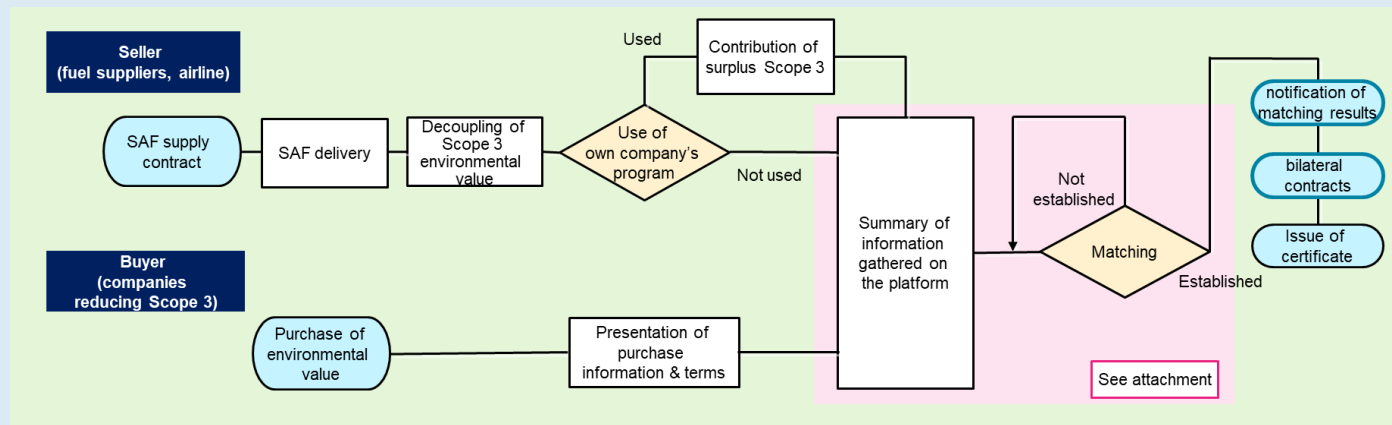 Seller
(fuel suppliers, airline)
SAF supply
contract
SAF delivery
Decoupling of
Scope 3
environmental
value
Use of
own company's
program
Used
Contribution of
surplus Scope 3
Not used
Buyer
(companies
reducing Scope 3)
Purchase of
environmental
value
Presentation of
purchase
information & terms
Summary of
information
gathered on
the platform
Not
established
Matching
Established
See attachment
notification of
matching results
bilateral
contracts
Issue of
certificate